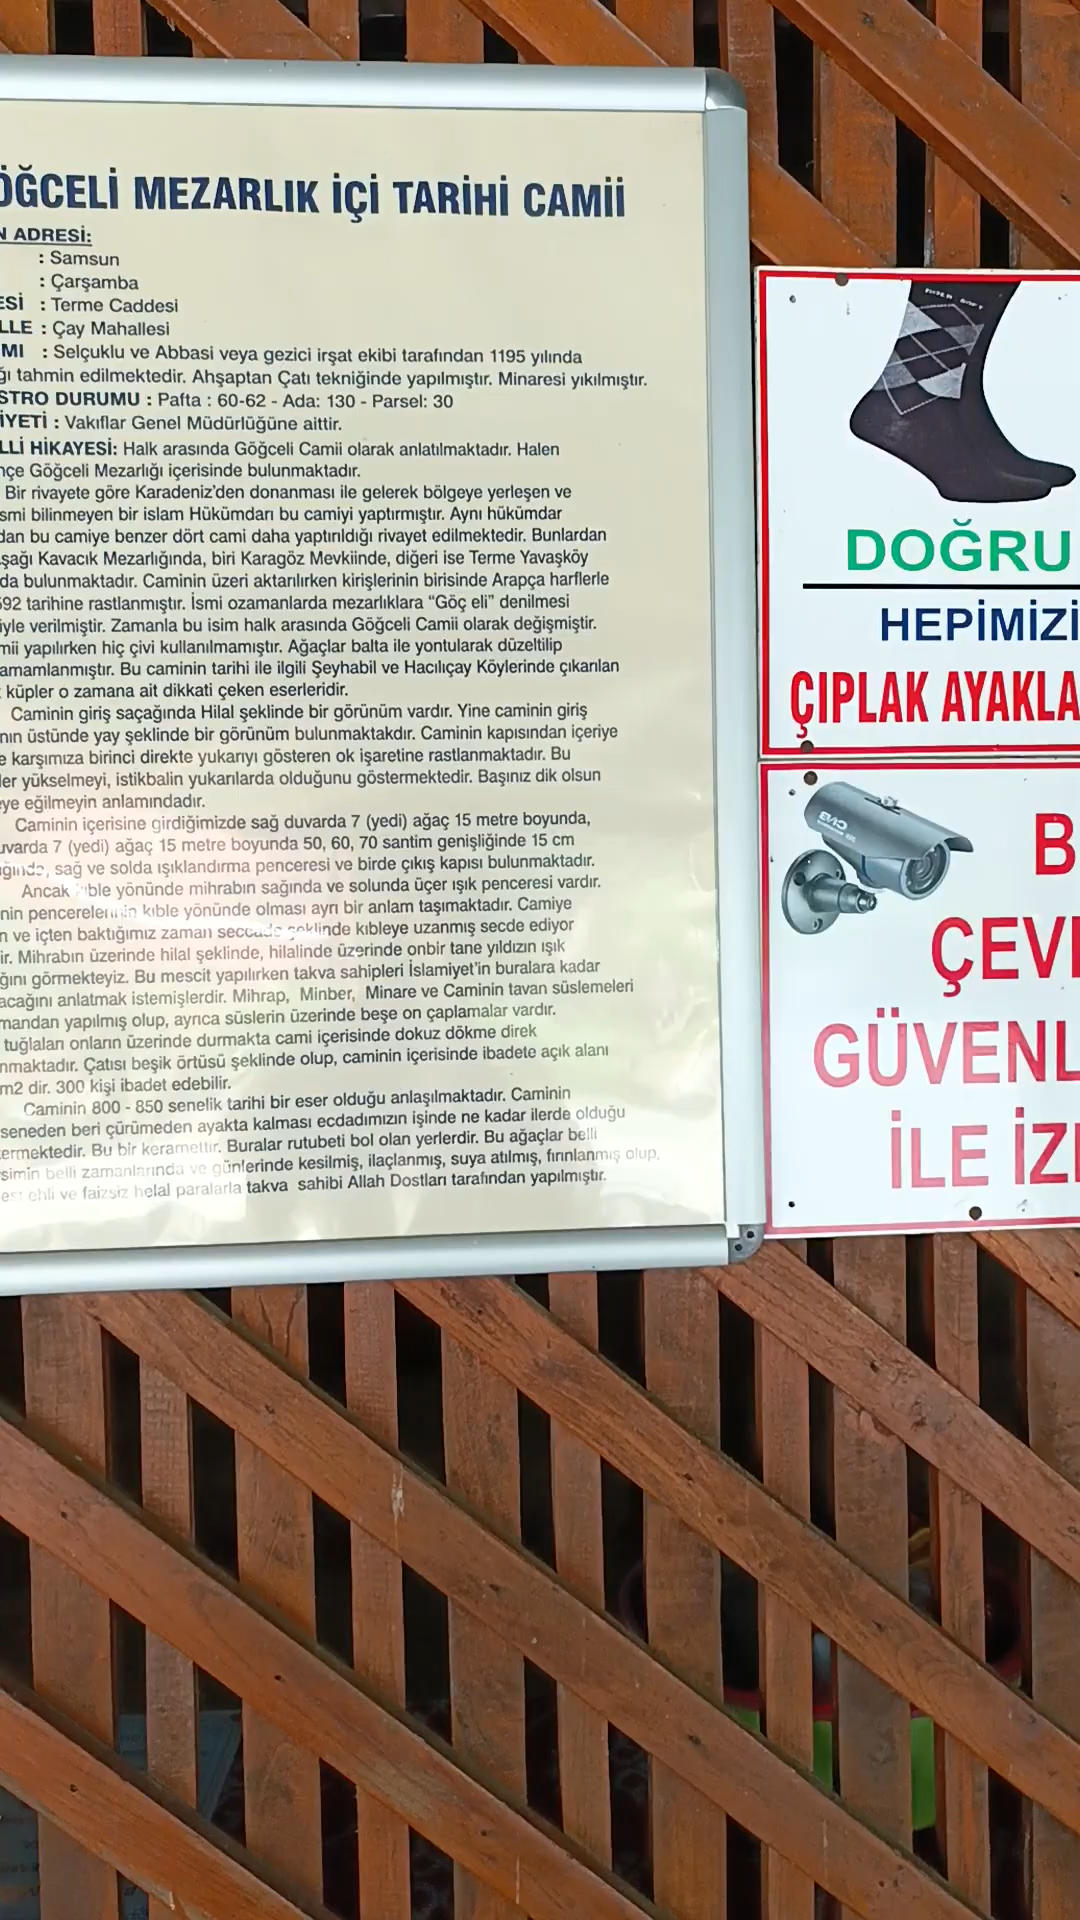 ÖĞCELİ MEZARLIK İÇİ TARİHİ CAMİİ
N ADRESİ:
: Samsun
: Çarşamba
ESİ : Terme Caddesi
LLE : Çay Mahallesi
MI : Selçuklu ve Abbasi veya gezici irşat ekibi tarafından 1195 yılında
ğı tahmin edilmektedir. Ahşaptan Çatı tekniğinde yapılmıştır. Minaresi yıkılmıştır.
STRO DURUMU : Pafta : 60-62 - Ada: 130 - Parsel: 30
İYETİ : Vakıflar Genel Müdürlüğüne aittir.
LLİ HİKAYESİ: Halk arasında Göğceli Camii olarak anlatılmaktadır. Halen
nçe Göğceli Mezarlığı içerisinde bulunmaktadır.
Bir rivayete göre Karadeniz'den donanması ile gelerek bölgeye yerleşen ve
smi bilinmeyen bir islam Hükümdarı bu camiyi yaptırmıştır. Aynı hükümdar
dan bu camiye benzer dört cami daha yaptırıldığı rivayet edilmektedir. Bunlardan
şağı Kavacık Mezarlığında, biri Karagöz Mevkiinde, diğeri ise Terme Yavaşköy
da bulunmaktadır. Caminin üzeri aktarılırken kirişlerinin birisinde Arapça harflerle
592 tarihine rastlanmıştır. İsmi ozamanlarda mezarlıklara "Göç eli" denilmesi
iyle verilmiştir. Zamanla bu isim halk arasında Göğceli Camii olarak değişmiştir.
mii yapılırken hiç çivi kullanılmamıştır. Ağaçlar balta ile yontularak düzeltilip
amamlanmıştır. Bu caminin tarihi ile ilgili Şeyhabil ve Hacılıçay Köylerinde çıkarılan
küpler o zamana ait dikkati çeken eserleridir.
Caminin giriş saçağında Hilal şeklinde bir görünüm vardır. Yine caminin giriş
nın üstünde yay şeklinde bir görünüm bulunmaktakdır. Caminin kapısından içeriye
e karşımıza birinci direkte yukarıyı gösteren ok işaretine rastlanmaktadır. Bu
ler yükselmeyi, istikbalin yukarılarda olduğunu göstermektedir. Başınız dik olsun
eye eğilmeyin anlamındadır.
Caminin içerisine girdiğimizde sağ duvarda 7 (yedi) ağaç 15 metre boyunda,
uvarda 7 (yedi) ağaç 15 metre boyunda 50, 60, 70 santim genişliğinde 15 cm
ığında, sağ ve solda ışıklandırma penceresi ve birde çıkış kapısı bulunmaktadır.
Ancak kıble yönünde mihrabın sağında ve solunda üçer ışık penceresi vardır.
nin pencerelerinin kıble yönünde olması ayrı bir anlam taşımaktadır. Camiye
n ve içten baktığımız zaman seccade şeklinde kıbleye uzanmış secde ediyor
ir. Mihrabın üzerinde hilal şeklinde, hilalinde üzerinde onbir tane yıldızın ışık
ğını görmekteyiz. Bu mescit yapılırken takva sahipleri İslamiyet'in buralara kadar
acağını anlatmak istemişlerdir. Mihrap, Minber, Minare ve Caminin tavan süslemeleri
mandan yapılmış olup, ayrıca süslerin üzerinde beşe on çaplamalar vardır.
tuğlaları onların üzerinde durmakta cami içerisinde dokuz dökme direk
nmaktadır. Çatısı beşik örtüsü şeklinde olup, caminin içerisinde ibadete açık alanı
m2 dir. 300 kişi ibadet edebilir.
Caminin 800 - 850 senelik tarihi bir eser olduğu anlaşılmaktadır. Caminin
seneden beri çürümeden ayakta kalması ecdadımızın işinde ne kadar ilerde olduğu
ermektedir. Bu bir keramettir. Buralar rutubeti bol olan yerlerdir. Bu ağaçlar belli
simin belli zamanlarında ve günlerinde kesilmiş, ilaçlanmış, suya atılmış, fırınlanmış olup,
est ehli ve faizsiz helal paralarla takva sahibi Allah Dostları tarafından yapılmıştır.
DOĞRU
HEPİMİZİ
ÇIPLAK AYAKLA
B
ÇEVI
GÜVENL
İLE İZ